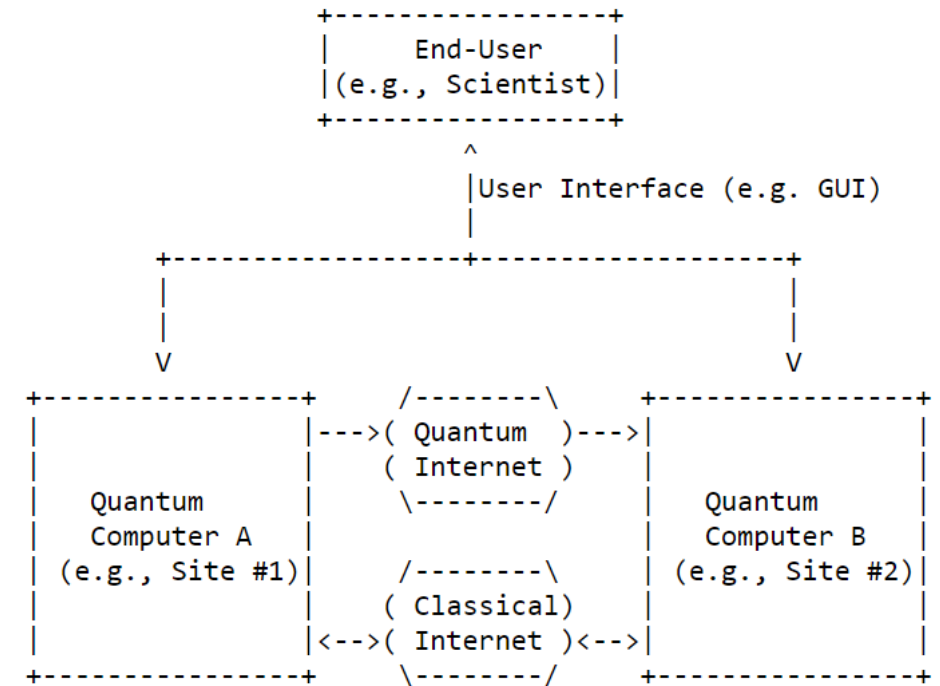 End-User
(e.g., Scientist)
User Interface (e.g. GUI)
Quantum
Internet
Quantum
Computer A
(e.g., Site #1)
Quantum
Computer B
(e.g., Site #2)
Classical
Internet